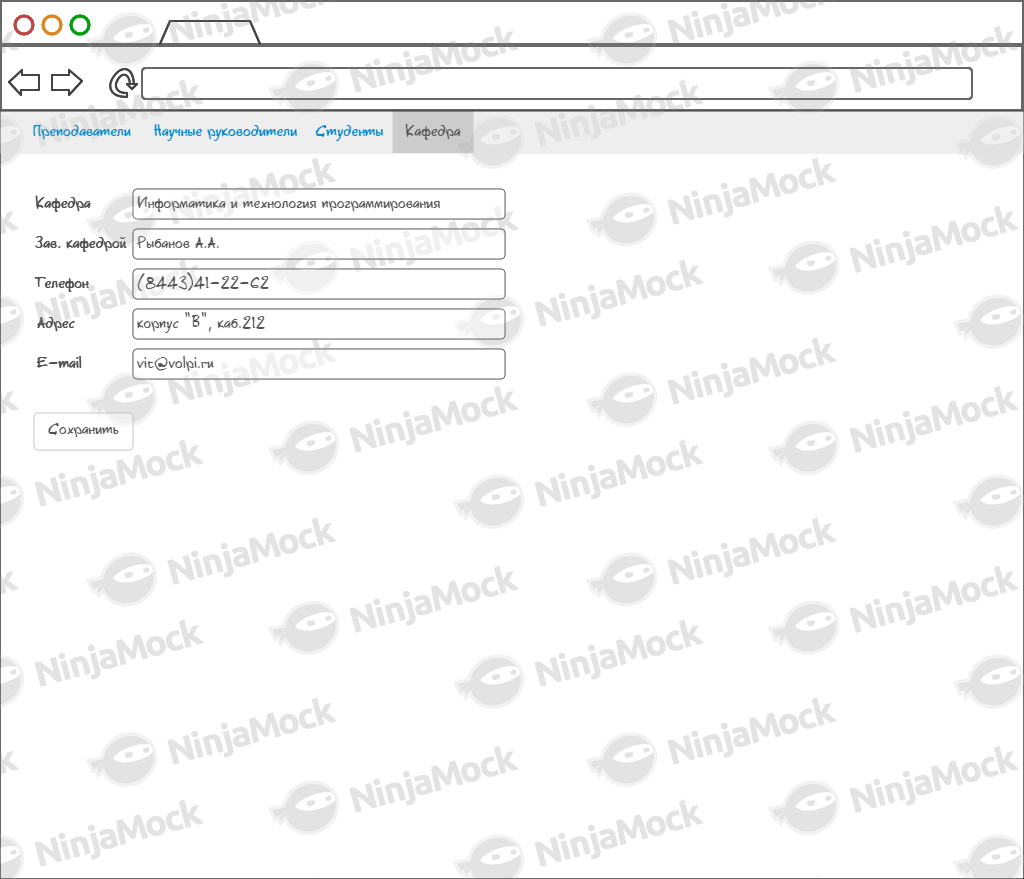 Преподаватели Научные руководители Студенты Кафедра
Кафедра Информатика и технология программирования
Зав. кафедрой Рыбанов А.А.
Телефон (8443)41-22-62
Адрес корпус "В", каб.212
E-mail vit@volpi.ru
Сохранить
NinjaMock